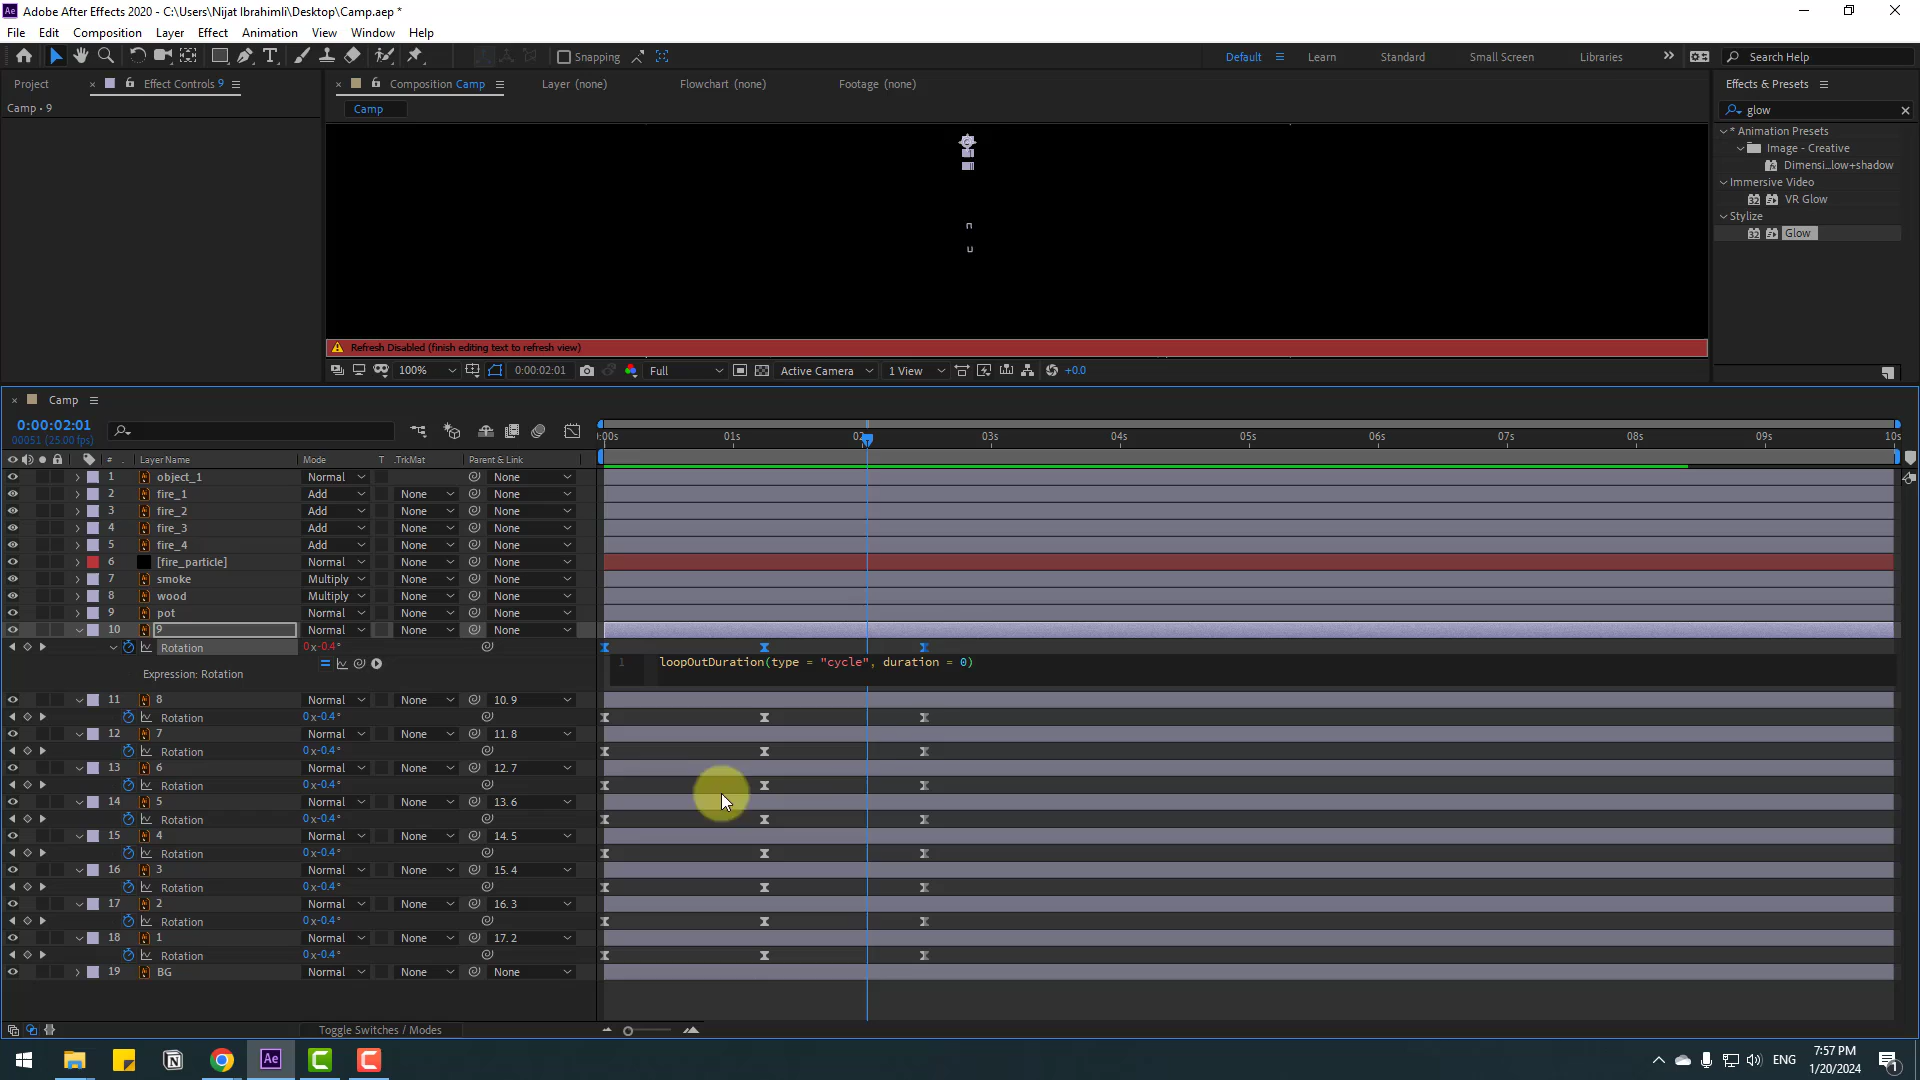 Adobe After Effects 2020 - C:\Users\Nijat Ibrahimli\Desktop\Camp.aep *
File Edit Composition Layer Effect Animation View Window Help
Snapping Default Learn Standard Small Screen Libraries Search Help
Project Effect Controls 9 Composition Camp Layer (none) Flowchart (none) Footage (none) Effects & Presets
Camp • 9 Camp glow
* Animation Presets
Image - Creative
Dimensi...low+shadow
Immersive Video
VR Glow
Stylize
Glow
Refresh Disabled (finish editing text to refresh view)
100% 0:00:02:01 Full Active Camera 1 View +0.0
Camp
0:00:02:01
00051 (25.00 fps)
:00s 01s 02 03s 04s 05s 06s 07s 08s 09s 10s
# Layer Name Mode T .TrkMat Parent & Link
1 object_1 Normal None
2 fire_1 Add None None
3 fire_2 Add None None
4 fire_3 Add None None
5 fire_4 Add None None
6 [fire_particle] Normal None None
7 smoke Multiply None None
8 wood Multiply None None
9 pot Normal None None
10 9 Normal None None
Rotation 0x-0.4°
1 loopOutDuration(type = "cycle", duration = 0)
Expression: Rotation
11 8 Normal None 10. 9
Rotation 0x-0.4°
12 7 Normal None 11. 8
Rotation 0x-0.4°
13 6 Normal None 12. 7
Rotation 0x-0.4°
14 5 Normal None 13. 6
Rotation 0x-0.4°
15 4 Normal None 14. 5
Rotation 0x-0.4°
16 3 Normal None 15. 4
Rotation 0x-0.4°
17 2 Normal None 16. 3
Rotation 0x-0.4°
18 1 Normal None 17. 2
Rotation 0x-0.4°
19 BG Normal None None
Toggle Switches / Modes
Ae ENG 7:57 PM
1/20/2024 1